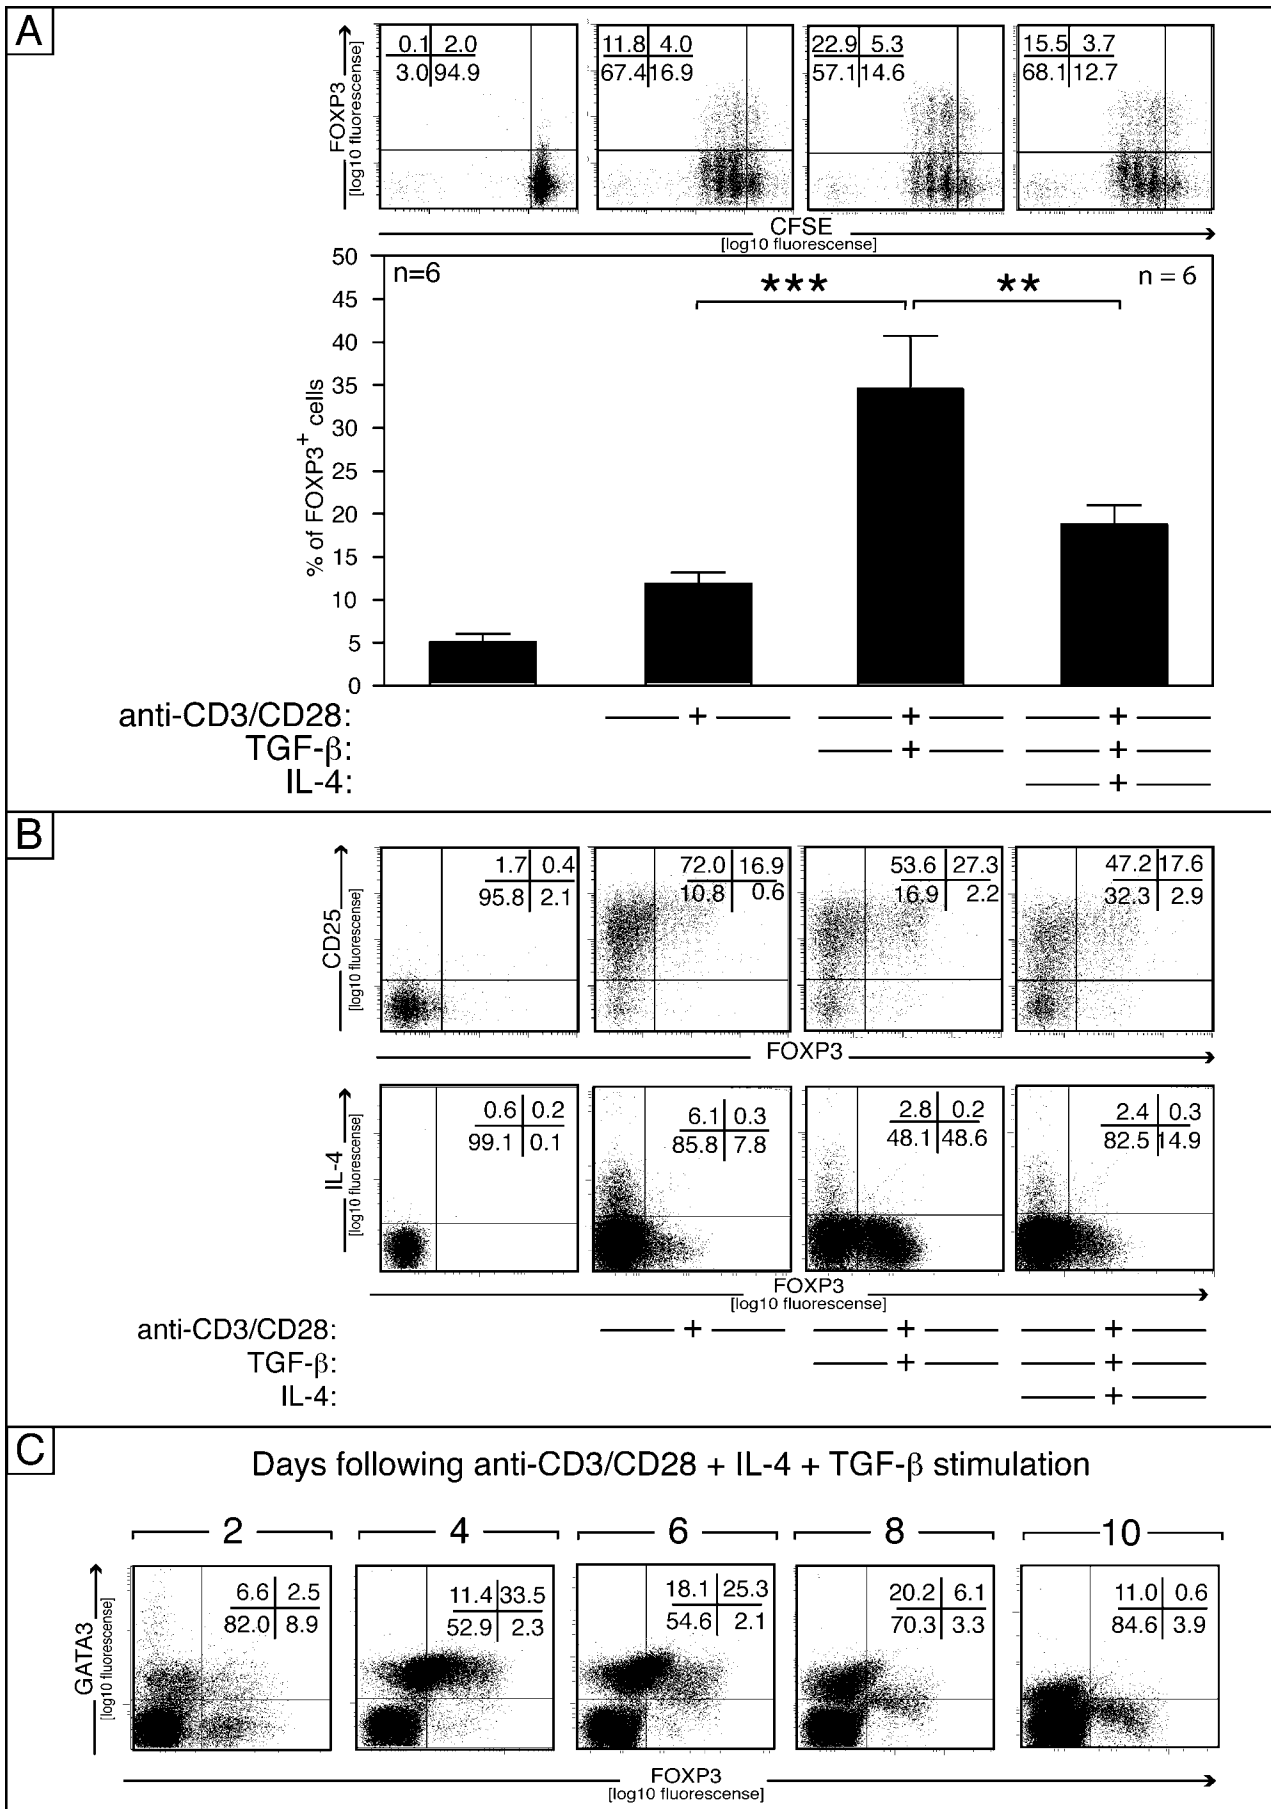 A
FOXP3
[log10 fluorescense]
0.1 2.0
3.0 94.9
11.8 4.0
67.4 16.9
22.9 5.3
57.1 14.6
15.5 3.7
68.1 12.7
CFSE
[log10 fluorescense]
% of FOXP3+ cells
50
45
40
35
30
25
20
15
10
5
0
n=6
***
**
n = 6
anti-CD3/CD28: + + +
TGF-β: + +
IL-4: +
B
CD25
[log10 fluorescense]
1.7 0.4
95.8 2.1
72.0 16.9
10.8 0.6
53.6 27.3
16.9 2.2
47.2 17.6
32.3 2.9
FOXP3
IL-4
[log10 fluorescense]
0.6 0.2
99.1 0.1
6.1 0.3
85.8 7.8
2.8 0.2
48.1 48.6
2.4 0.3
82.5 14.9
FOXP3
[log10 fluorescense]
anti-CD3/CD28: + + +
TGF-β: + +
IL-4: +
C
Days following anti-CD3/CD28 + IL-4 + TGF-β stimulation
2 4 6 8 10
GATA3
[log10 fluorescense]
6.6 2.5
82.0 8.9
11.4 33.5
52.9 2.3
18.1 25.3
54.6 2.1
20.2 6.1
70.3 3.3
11.0 0.6
84.6 3.9
FOXP3
[log10 fluorescense]